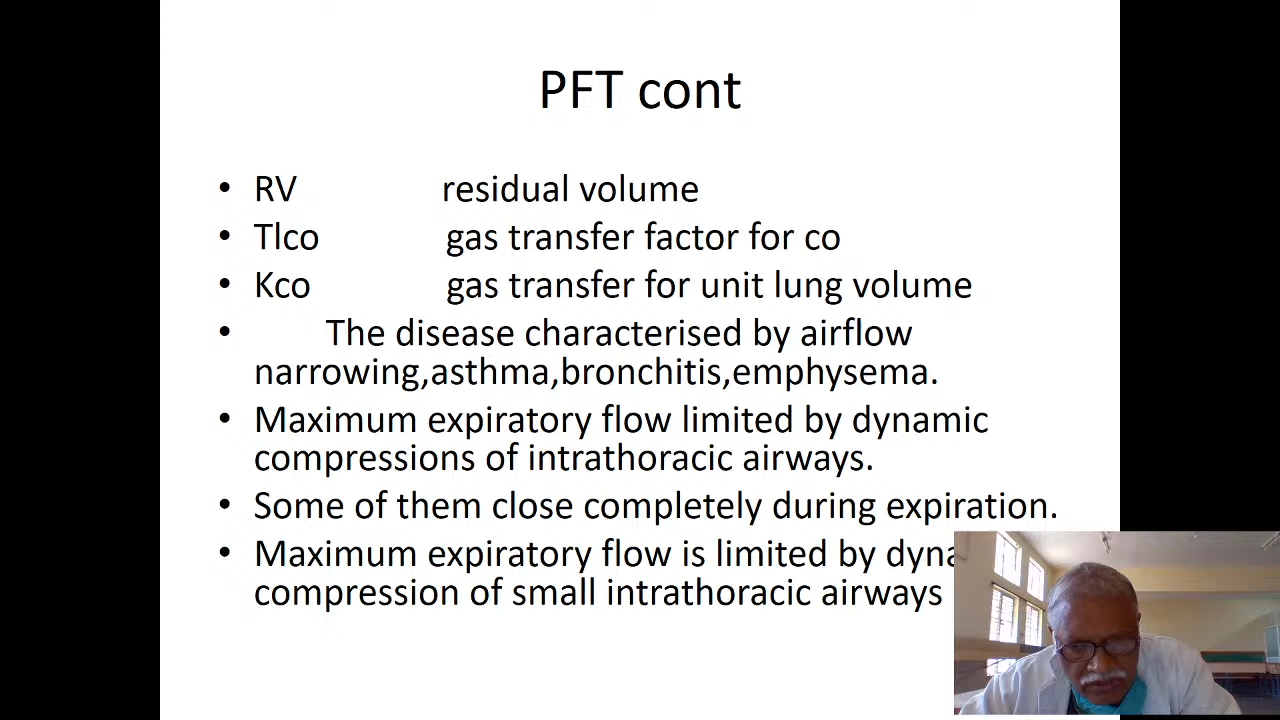 PFT cont
• RV residual volume
• Tlco gas transfer factor for co
• Kco gas transfer for unit lung volume
• The disease characterised by airflow
narrowing,asthma,bronchitis,emphysema.
• Maximum expiratory flow limited by dynamic
compressions of intrathoracic airways.
• Some of them close completely during expiration.
• Maximum expiratory flow is limited by
compression of small intrathoracic airways